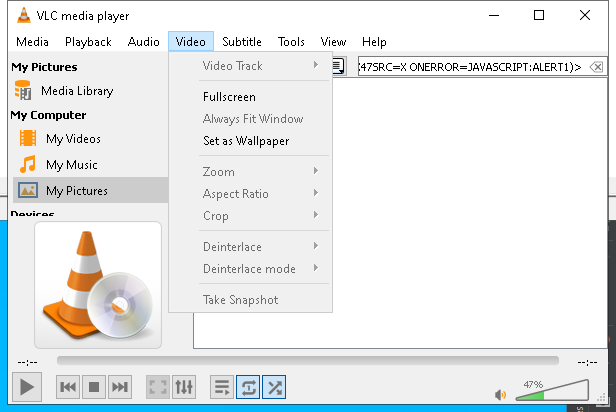 VLC media player
Media Playback Audio Video Subtitle Tools View Help
My Pictures
Media Library
My Computer
My Videos
My Music
My Pictures
Devices
Video Track
Fullscreen
Always Fit Window
Set as Wallpaper
Zoom
Aspect Ratio
Crop
Deinterlace
Deinterlace mode
Take Snapshot
47SRC=X ONERROR=JAVASCRIPT:ALERT1)>
--:-- --:--
47%